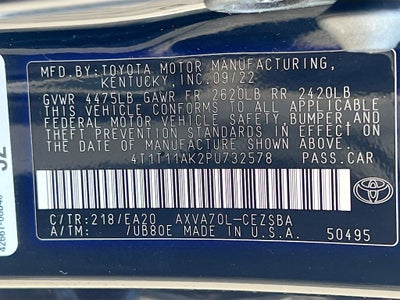 MFD. BY:TOYOTA MOTOR MANUFACTURING,
KENTUCKY, INC. 09/22
GVWR 4475LB GAWR FR 2620LB RR 2420LB
THIS VEHICLE CONFORMS TO ALL APPLICABLE
FEDERAL MOTOR VEHICLE SAFETY, BUMPER, AND
THEFT PREVENTION STANDARDS IN EFFECT ON
THE DATE OF MANUFACTURE SHOWN ABOVE.
4T1T11AK2PU732578 PASS.CAR
C/TR:218/EA20 AXVA70L-CEZSBA
A/TM: /UB80E MADE IN U.S.A. 50495